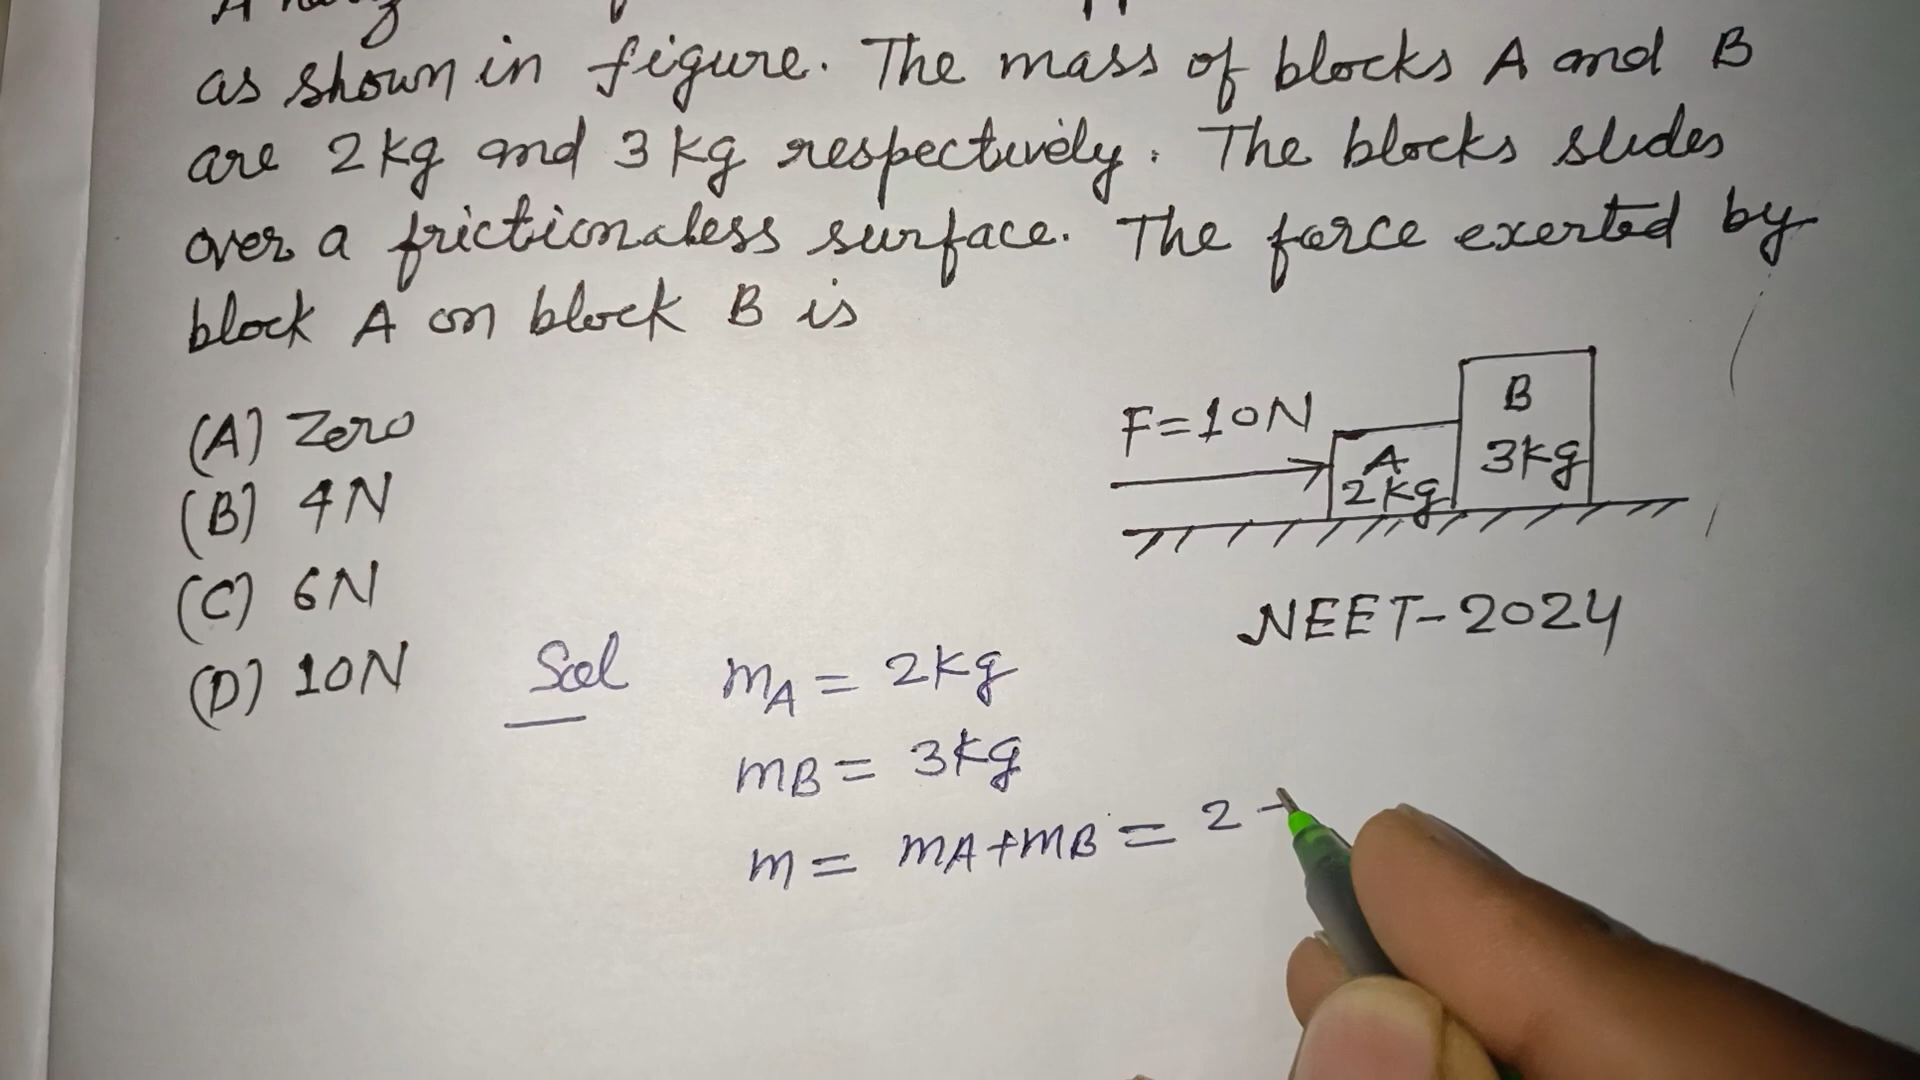 as shown in figure. The mass of blocks A and B
are 2kg and 3kg respectively. The blocks slides
over a frictionaless surface. The force exerted by
block A on block B is
(A) Zero
(B) 4N
(C) 6N
(D) 10N
F=10N
A
2kg
B
3kg
NEET-2024
Sol
mA = 2kg
mB = 3kg
m = mA+mB = 2